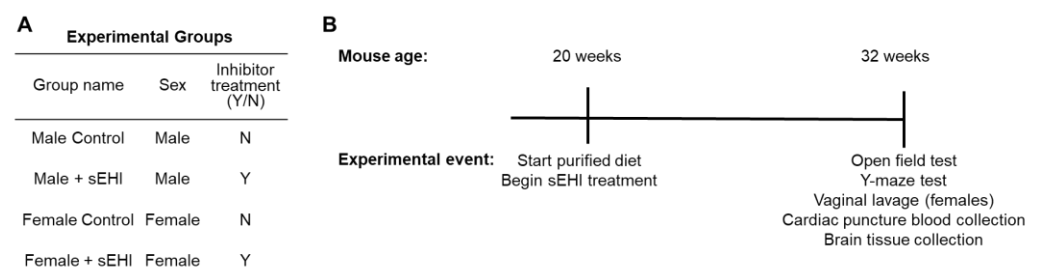 A
Experimental Groups
Group name Sex Inhibitor treatment (Y/N)
Male Control Male N
Male + sEHI Male Y
Female Control Female N
Female + sEHI Female Y
B
Mouse age: 20 weeks 32 weeks
Experimental event: Start purified diet Open field test
Begin sEHI treatment Y-maze test
Vaginal lavage (females)
Cardiac puncture blood collection
Brain tissue collection